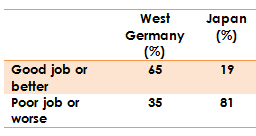 West Japan
Germany (%)
(%)
Good job or 65 19
better
Poor job or 35 81
worse